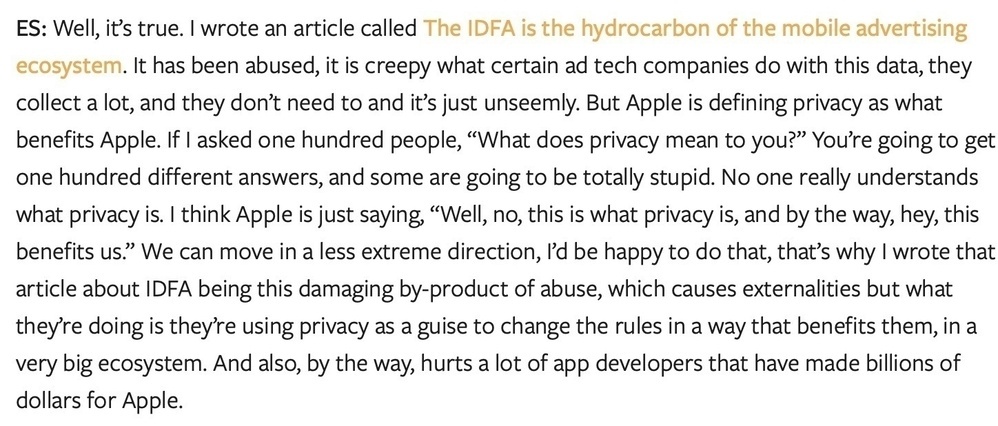 ES: Well, it’s true. I wrote an article called The IDFA is the hydrocarbon of the mobile advertising
ecosystem. It has been abused, it is creepy what certain ad tech companies do with this data, they
collect a lot, and they don’t need to and it’s just unseemly. But Apple is defining privacy as what
benefits Apple. If I asked one hundred people, “What does privacy mean to you?” You’re going to get
one hundred different answers, and some are going to be totally stupid. No one really understands
what privacy is. I think Apple is just saying, “Well, no, this is what privacy is, and by the way, hey, this
benefits us.” We can move in a less extreme direction, I’d be happy to do that, that’s why I wrote that
article about IDFA being this damaging by-product of abuse, which causes externalities but what
they’re doing is they’re using privacy as a guise to change the rules in a way that benefits them, in a
very big ecosystem. And also, by the way, hurts a lot of app developers that have made billions of
dollars for Apple.